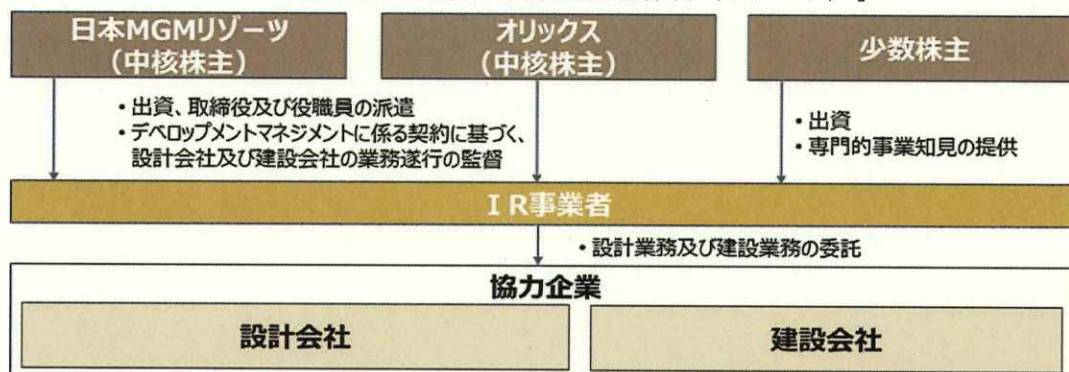 日本MGMリゾーツ
（中核株主）
オリックス
（中核株主）
少数株主
・出資、取締役及び役職員の派遣
・デベロップメントマネジメントに係る契約に基づく、
設計会社及び建設会社の業務遂行の監督
・出資
・専門的事業知見の提供
ＩＲ事業者
・設計業務及び建設業務の委託
協力企業
設計会社
建設会社